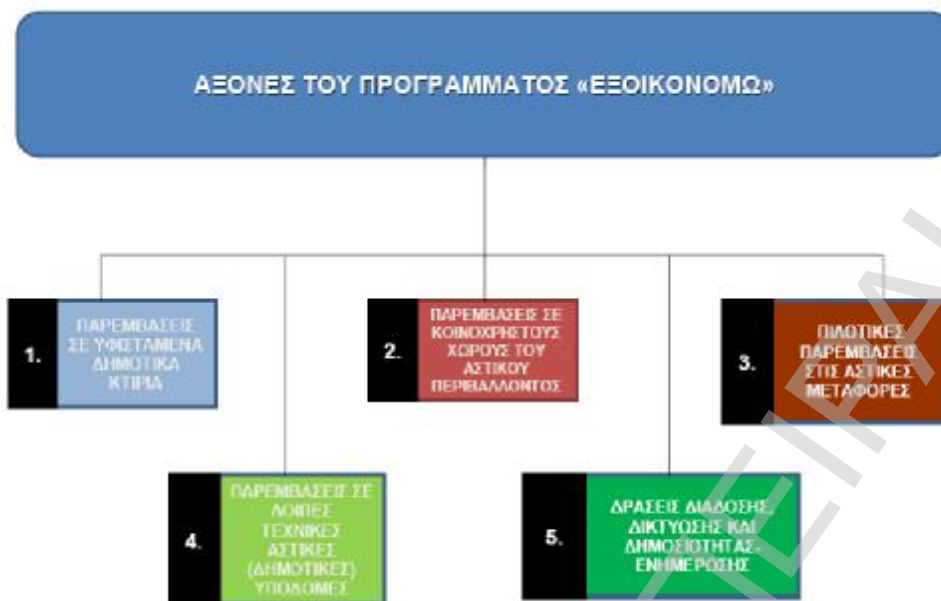 ΑΞΟΝΕΣ ΤΟΥ ΠΡΟΓΡΑΜΜΑΤΟΣ «ΕΞΟΙΚΟΝΟΜΩ»
1.
ΠΑΡΕΜΒΑΣΕΙΣ
ΣΕ ΥΦΙΣΤΑΜΕΝΑ
ΔΗΜΟΤΙΚΑ
ΚΤΙΡΙΑ
2.
ΠΑΡΕΜΒΑΣΕΙΣ ΣΕ
ΚΟΙΝΟΧΡΗΣΤΟΥΣ
ΧΩΡΟΥΣ ΤΟΥ
ΑΣΤΙΚΟΥ
ΠΕΡΙΒΑΛΛΟΝΤΟΣ
3.
ΠΙΛΟΤΙΚΕΣ
ΠΑΡΕΜΒΑΣΕΙΣ
ΣΤΙΣ ΑΣΤΙΚΕΣ
ΜΕΤΑΦΟΡΕΣ
4.
ΠΑΡΕΜΒΑΣΕΙΣ ΣΕ
ΛΟΙΠΕΣ
ΤΕΧΝΙΚΕΣ
ΑΣΤΙΚΕΣ
(ΔΗΜΟΤΙΚΕΣ)
ΥΠΟΔΟΜΕΣ
5.
ΔΡΑΣΕΙΣ ΔΙΑΔΟΣΗΣ,
ΔΙΚΤΥΩΣΗΣ ΚΑΙ
ΔΗΜΟΣΙΟΤΗΤΑΣ-
ΕΝΗΜΕΡΩΣΗΣ